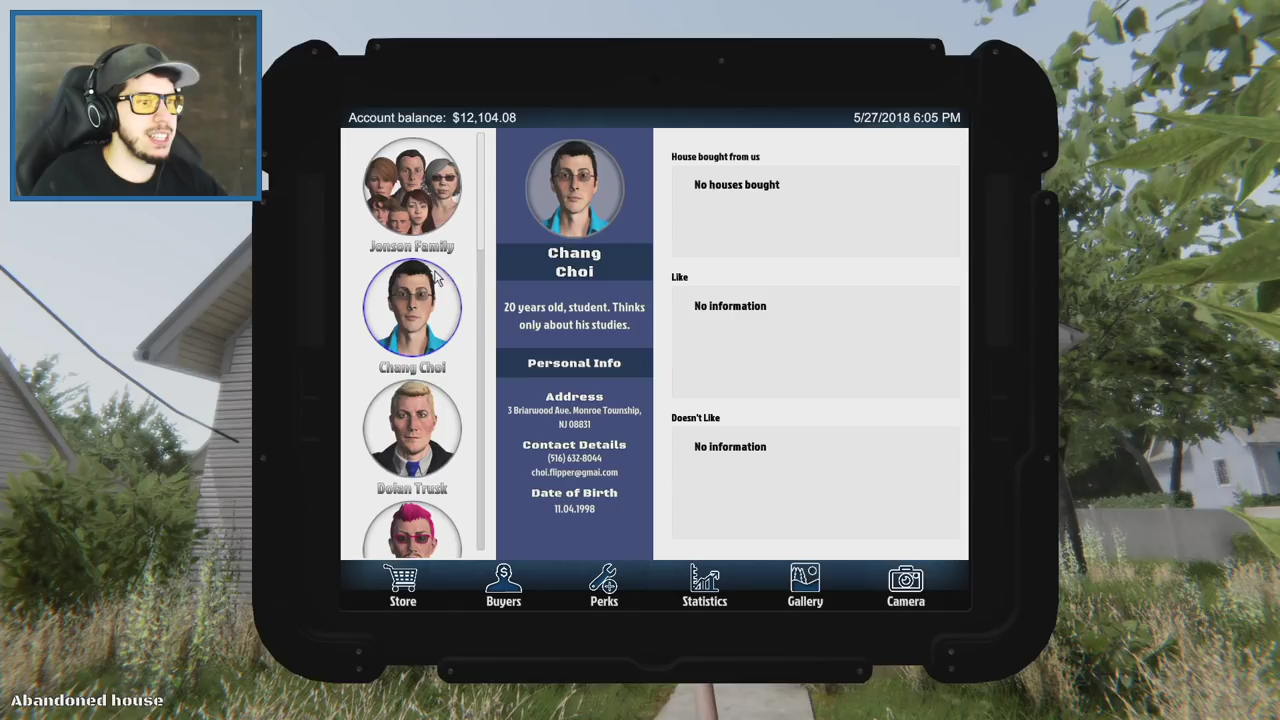 Account balance: $12,104.08
5/27/2018 6:05 PM
Jonson Family
Chang Choi
Dolan Trusk
Chang
Choi
20 years old, student. Thinks
only about his studies.
Personal Info
Address
3 Briarwood Ave. Monroe Township,
NJ 08831
Contact Details
(516) 632-8044
choi.flipper@gmai.com
Date of Birth
11.04.1998
House bought from us
No houses bought
Like
No information
Doesn't Like
No information
Store
Buyers
Perks
Statistics
Gallery
Camera
Abandoned house